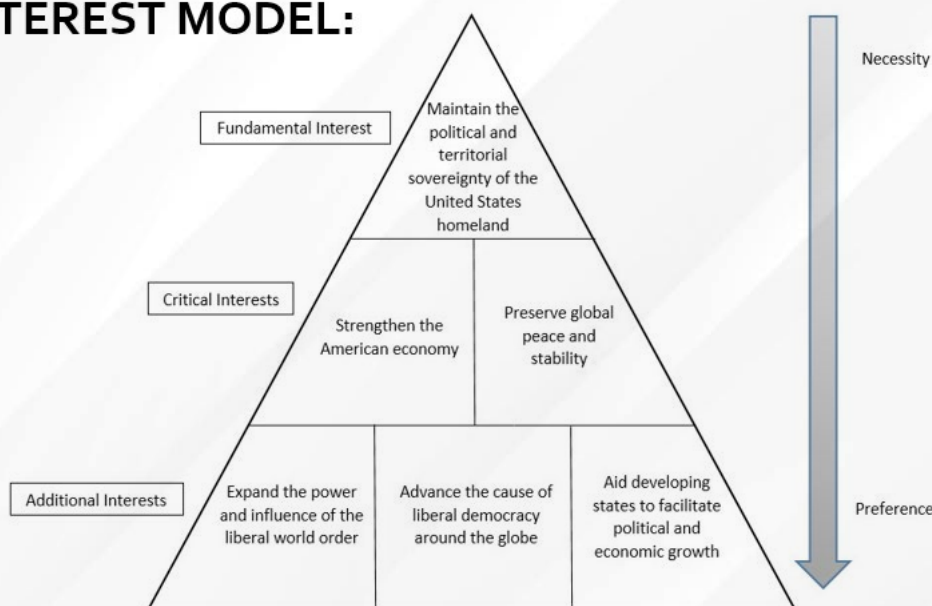 TEREST MODEL:
Necessity
Fundamental Interest
Maintain the
political and
territorial
sovereignty of the
United States
homeland
Critical Interests
Strengthen the
American economy
Preserve global
peace and
stability
Additional Interests
Expand the power
and influence of the
liberal world order
Advance the cause of
liberal democracy
around the globe
Aid developing
states to facilitate
political and
economic growth
Preference